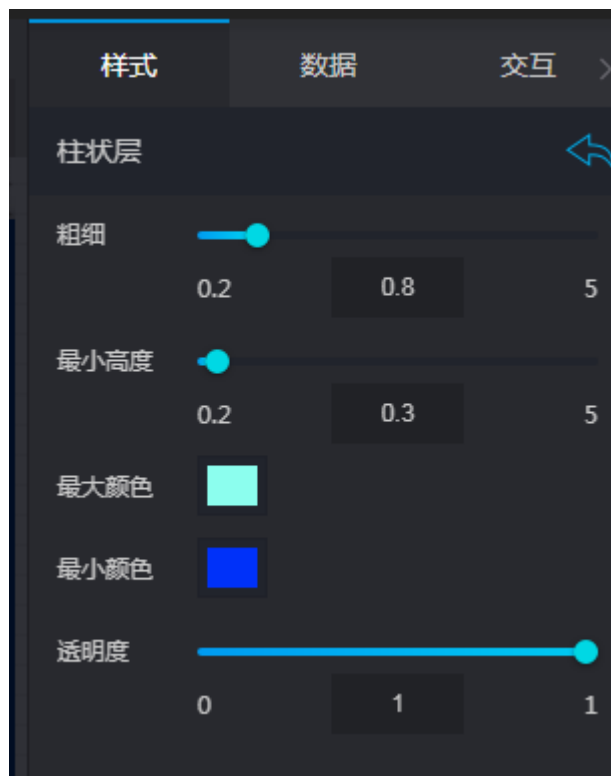 样式 数据 交互
柱状层
粗细
0.2 0.8 5
最小高度
0.2 0.3 5
最大颜色
最小颜色
透明度
0 1 1